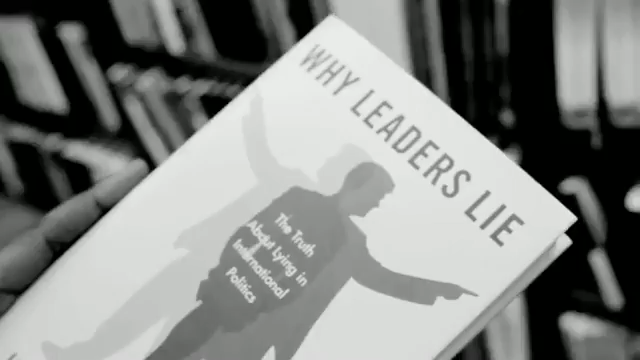 WHY LEADERS LIE
The Truth
About Lying in
International
Politics